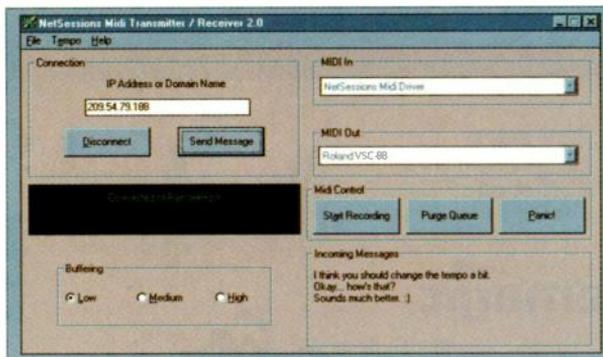 NetSessions Midi Transmitter / Receiver 2.0
File Tempo Help
Connection
IP Address or Domain Name
209.54.79.188
Disconnect Send Message
MIDI In
NetSessions Midi Driver
MIDI Out
Roland VSC-88
Midi Control
Start Recording Purge Queue Panic!
Buffering
Low Medium High
Incoming Messages
I think you should change the tempo a bit.
Okay... how's that?
Sounds much better. :)